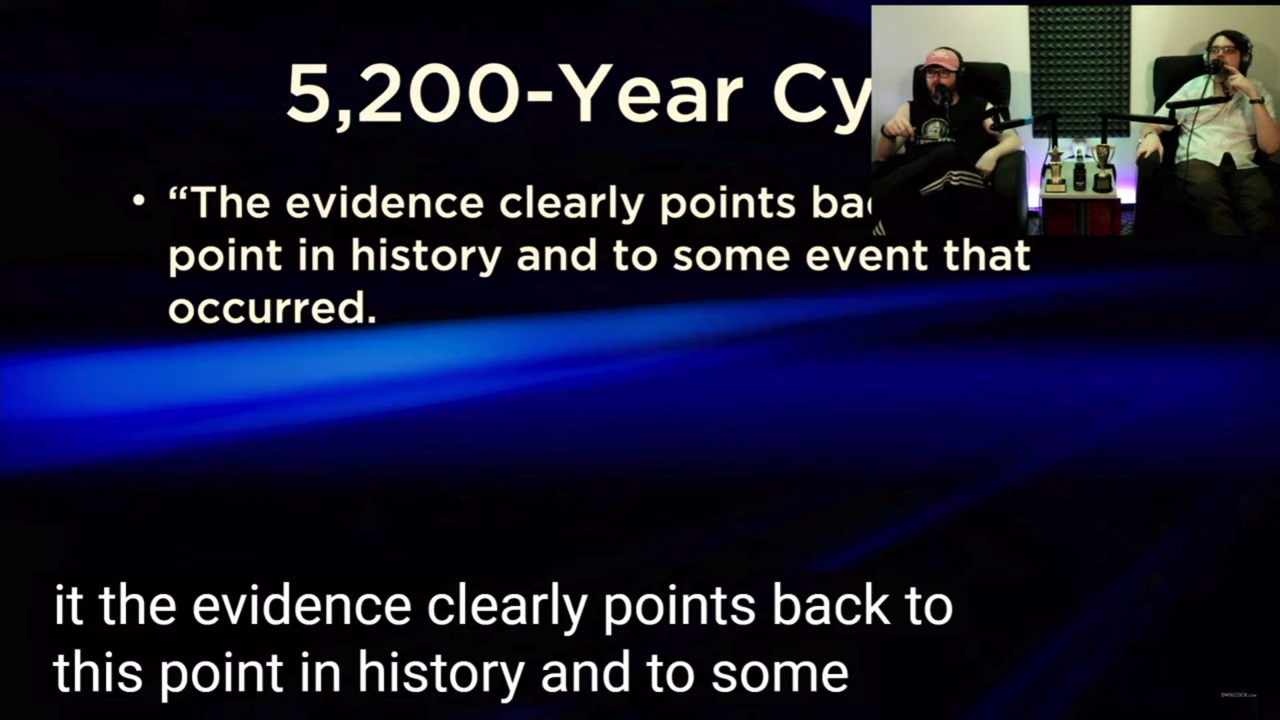 5,200-Year Cy
• “The evidence clearly points bac
point in history and to some event that
occurred.
it the evidence clearly points back to
this point in history and to some